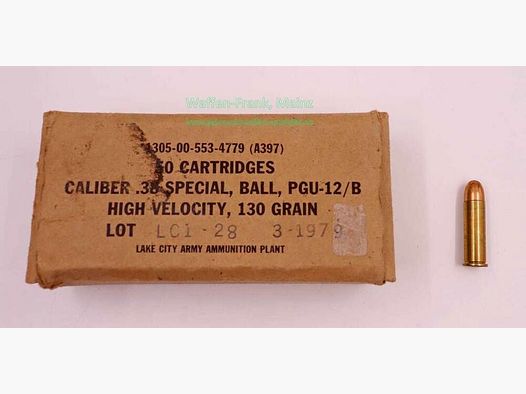 Waffen-Frank, Mainz
1305-00-553-4779 (A397)
50 CARTRIDGES
CALIBER .38 SPECIAL, BALL, PGU-12/B
HIGH VELOCITY, 130 GRAIN
LOT LC1-28 3-1979
LAKE CITY ARMY AMMUNITION PLANT